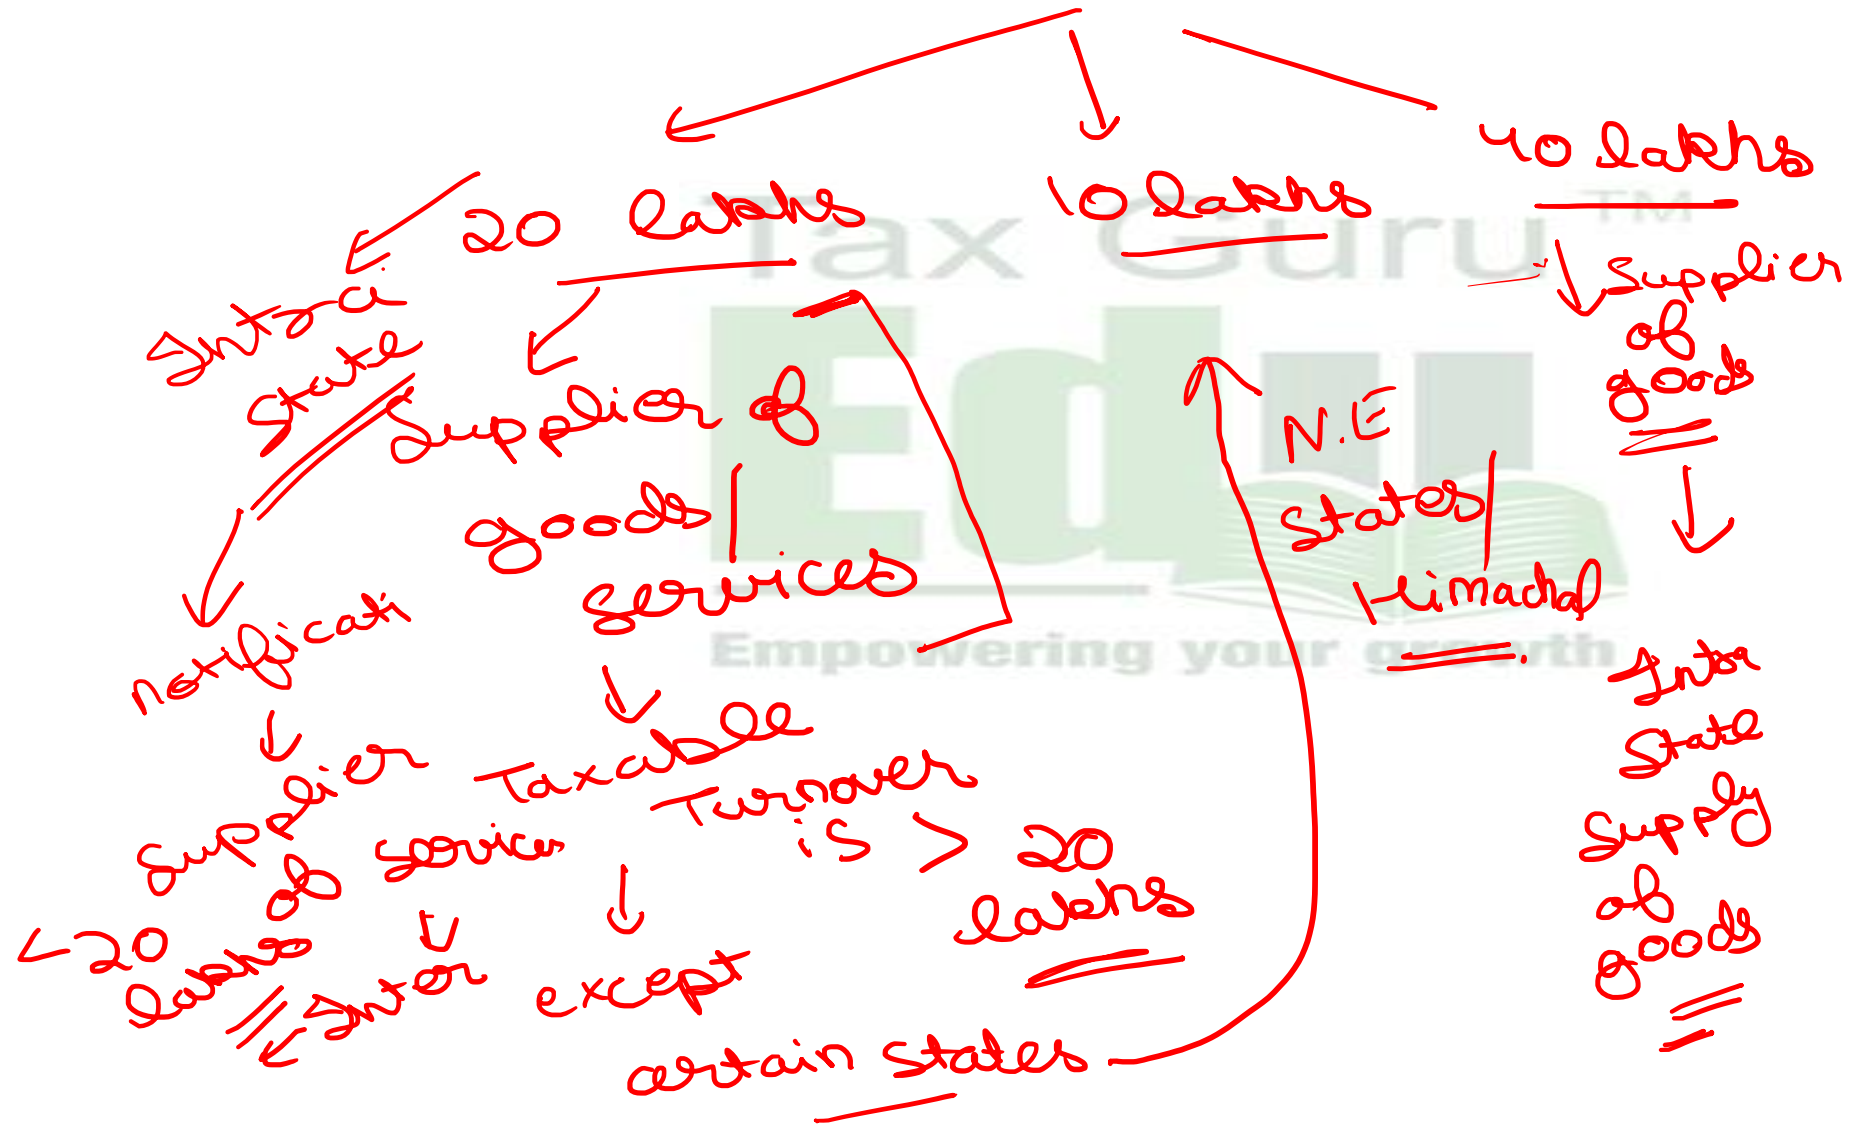 20 lakhs
10 lakhs
40 lakhs
Intra
State
notificati
supplier
of
services
< 20
lakhs
Inter
Supplier of
goods/
services
Taxable
Turnover
is > 20
lakhs
except
certain states
N.E
states/
Himachal
supplier
of
goods
Intra
State
supply
of
goods
Tax Guru™
Edu
Empowering your growth